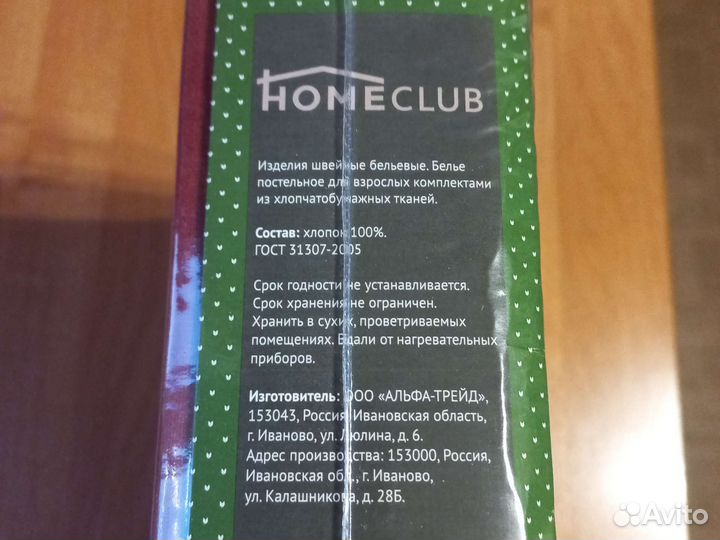 HOMECLUB
Изделия швейные бельевые. Белье
постельное для взрослых комплектами
из хлопчатобумажных тканей.
Состав: хлопок 100%.
ГОСТ 31307-2005
Срок годности не устанавливается.
Срок хранения не ограничен.
Хранить в сухих, проветриваемых
помещениях. Вдали от нагревательных
приборов.
Изготовитель: ООО «АЛЬФА-ТРЕЙД»,
153043, Россия, Ивановская область,
г. Иваново, ул. Люлина, д. 6.
Адрес производства: 153000, Россия,
Ивановская обл., г. Иваново,
ул. Калашникова, д. 28Б.
Avito